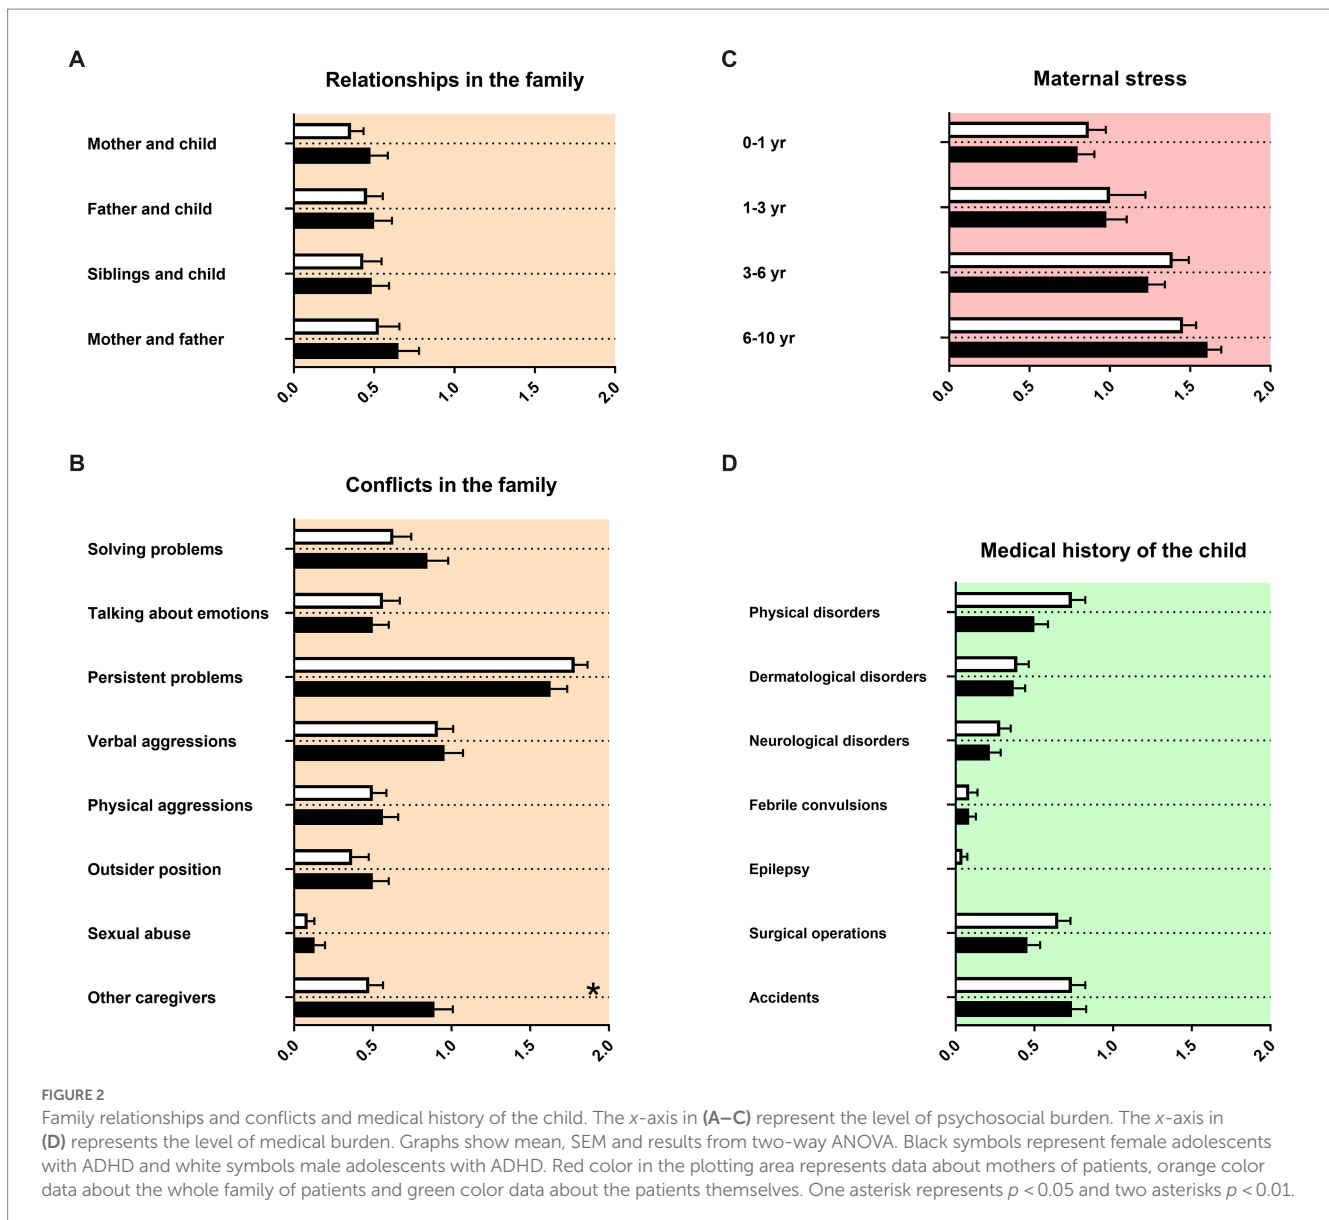 A
Relationships in the family
Mother and child
Father and child
Siblings and child
Mother and father
0.0 0.5 1.0 1.5 2.0
B
Conflicts in the family
Solving problems
Talking about emotions
Persistent problems
Verbal aggressions
Physical aggressions
Outsider position
Sexual abuse
Other caregivers
*
0.0 0.5 1.0 1.5 2.0
C
Maternal stress
0-1 yr
1-3 yr
3-6 yr
6-10 yr
0.0 0.5 1.0 1.5 2.0
D
Medical history of the child
Physical disorders
Dermatological disorders
Neurological disorders
Febrile convulsions
Epilepsy
Surgical operations
Accidents
0.0 0.5 1.0 1.5 2.0
FIGURE 2
Family relationships and conflicts and medical history of the child. The x-axis in (A–C) represent the level of psychosocial burden. The x-axis in
(D) represents the level of medical burden. Graphs show mean, SEM and results from two-way ANOVA. Black symbols represent female adolescents
with ADHD and white symbols male adolescents with ADHD. Red color in the plotting area represents data about mothers of patients, orange color
data about the whole family of patients and green color data about the patients themselves. One asterisk represents p < 0.05 and two asterisks p < 0.01.